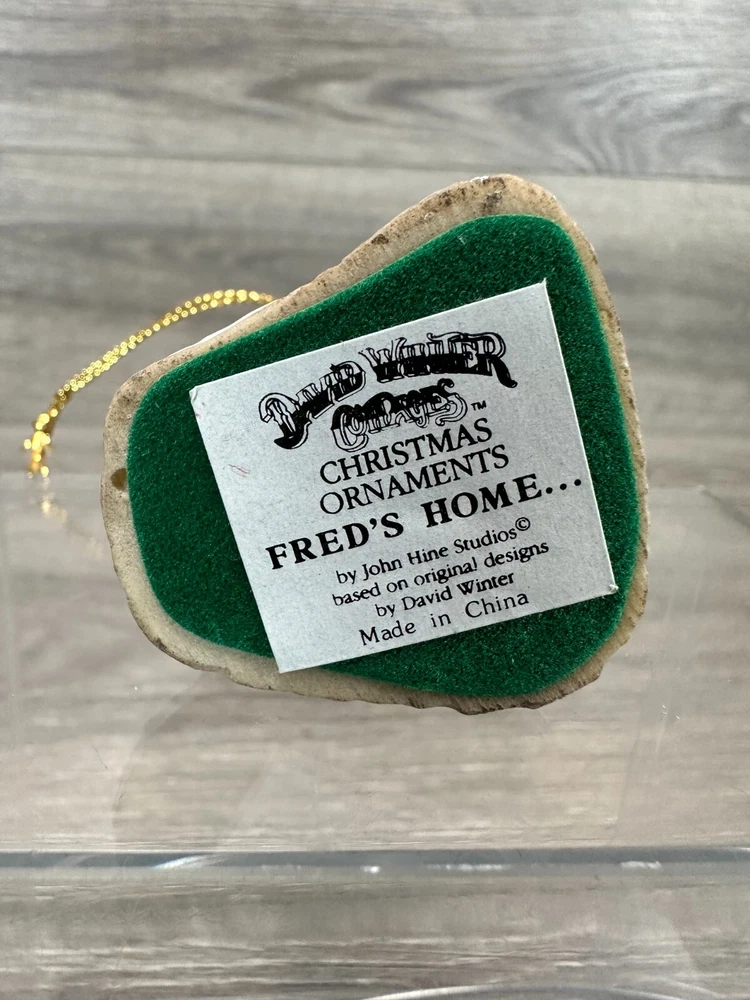 DAVID WINTER
COTTAGES™
CHRISTMAS
ORNAMENTS
FRED'S HOME...
by John Hine Studios©
based on original designs
by David Winter
Made in China